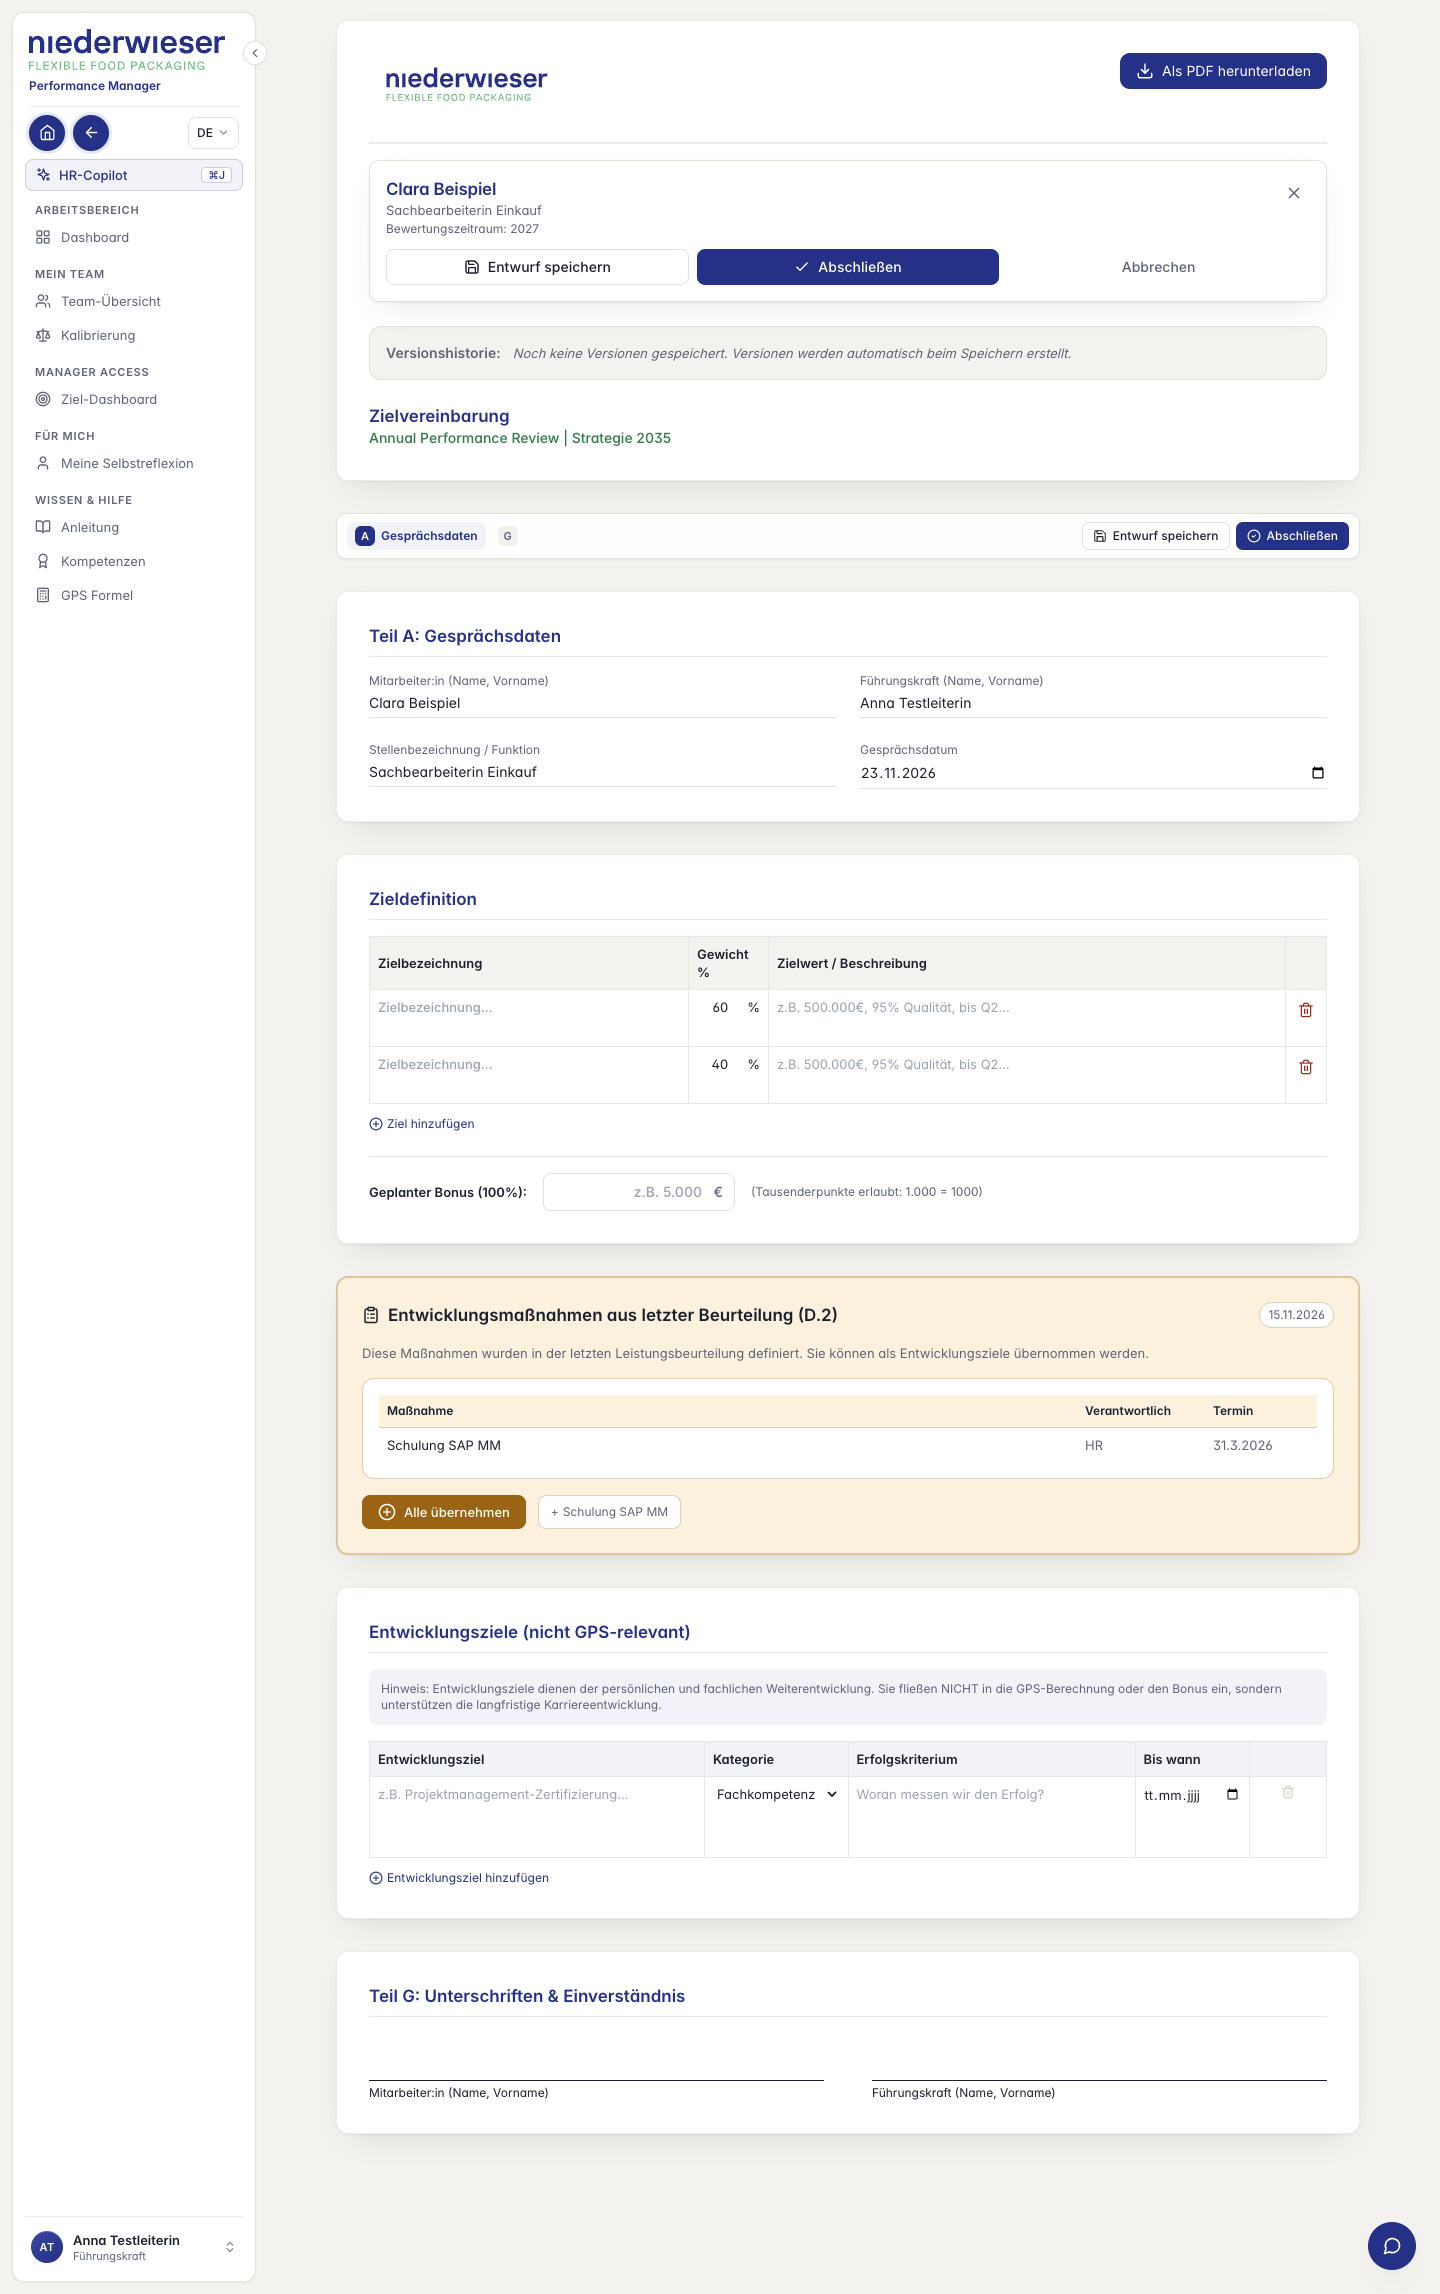 niederwieser
FLEXIBLE FOOD PACKAGING
Performance Manager
DE
HR-Copilot
⌘J
ARBEITSBEREICH
Dashboard
MEIN TEAM
Team-Übersicht
Kalibrierung
MANAGER ACCESS
Ziel-Dashboard
FÜR MICH
Meine Selbstreflexion
WISSEN & HILFE
Anleitung
Kompetenzen
GPS Formel
AT
Anna Testleiterin
Führungskraft
niederwieser
FLEXIBLE FOOD PACKAGING
Als PDF herunterladen
Clara Beispiel
Sachbearbeiterin Einkauf
Bewertungszeitraum: 2027
Entwurf speichern
Abschließen
Abbrechen
Versionshistorie: Noch keine Versionen gespeichert. Versionen werden automatisch beim Speichern erstellt.
Zielvereinbarung
Annual Performance Review | Strategie 2035
A Gesprächsdaten
G
Entwurf speichern
Abschließen
Teil A: Gesprächsdaten
Mitarbeiter:in (Name, Vorname)
Clara Beispiel
Führungskraft (Name, Vorname)
Anna Testleiterin
Stellenbezeichnung / Funktion
Sachbearbeiterin Einkauf
Gesprächsdatum
23.11.2026
Zieldefinition
Zielbezeichnung
Gewicht
%
Zielwert / Beschreibung
Zielbezeichnung...
60 %
z.B. 500.000€, 95% Qualität, bis Q2...
Zielbezeichnung...
40 %
z.B. 500.000€, 95% Qualität, bis Q2...
Ziel hinzufügen
Geplanter Bonus (100%):
z.B. 5.000 €
(Tausenderpunkte erlaubt: 1.000 = 1000)
Entwicklungsmaßnahmen aus letzter Beurteilung (D.2)
15.11.2026
Diese Maßnahmen wurden in der letzten Leistungsbeurteilung definiert. Sie können als Entwicklungsziele übernommen werden.
Maßnahme
Verantwortlich
Termin
Schulung SAP MM
HR
31.3.2026
Alle übernehmen
+ Schulung SAP MM
Entwicklungsziele (nicht GPS-relevant)
Hinweis: Entwicklungsziele dienen der persönlichen und fachlichen Weiterentwicklung. Sie fließen NICHT in die GPS-Berechnung oder den Bonus ein, sondern
unterstützen die langfristige Karriereentwicklung.
Entwicklungsziel
Kategorie
Erfolgskriterium
Bis wann
z.B. Projektmanagement-Zertifizierung...
Fachkompetenz
Woran messen wir den Erfolg?
tt.mm.jjjj
Entwicklungsziel hinzufügen
Teil G: Unterschriften & Einverständnis
Mitarbeiter:in (Name, Vorname)
Führungskraft (Name, Vorname)